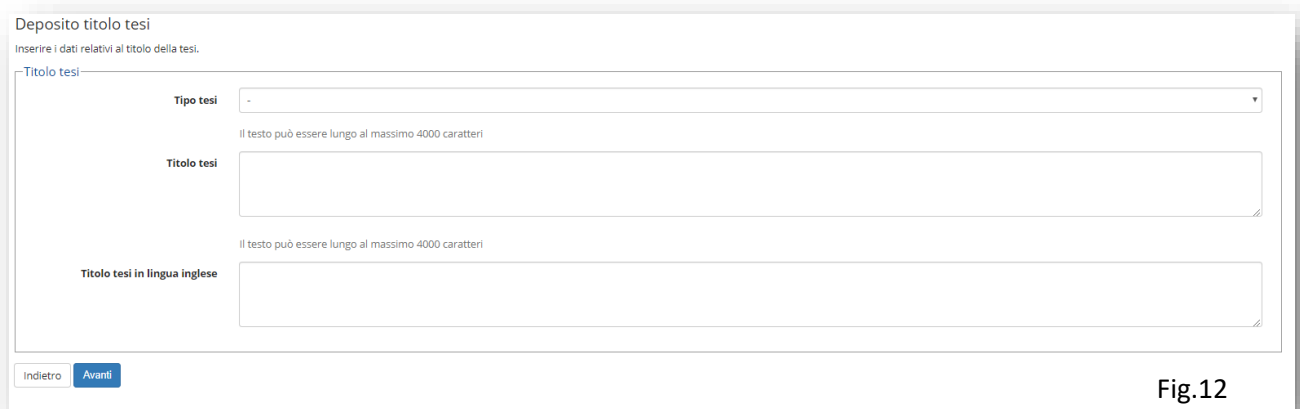 Deposito titolo tesi
Inserire i dati relativi al titolo della tesi.
Titolo tesi
Tipo tesi
-
Il testo può essere lungo al massimo 4000 caratteri
Titolo tesi
Il testo può essere lungo al massimo 4000 caratteri
Titolo tesi in lingua inglese
Indietro Avanti
Fig.12